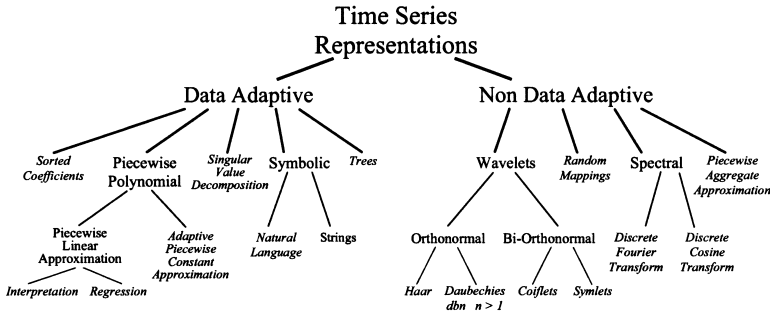 Time Series
Representations
Data Adaptive
Non Data Adaptive
Sorted
Coefficients
Piecewise
Polynomial
Singular
Value
Decomposition
Symbolic
Trees
Wavelets
Random
Mappings
Spectral
Piecewise
Aggregate
Approximation
Piecewise
Linear
Approximation
Adaptive
Piecewise
Constant
Approximation
Natural
Language
Strings
Orthonormal
Bi-Orthonormal
Discrete
Fourier
Transform
Discrete
Cosine
Transform
Interpretation
Regression
Haar
Daubechies
dbn n > 1
Coiflets
Symlets